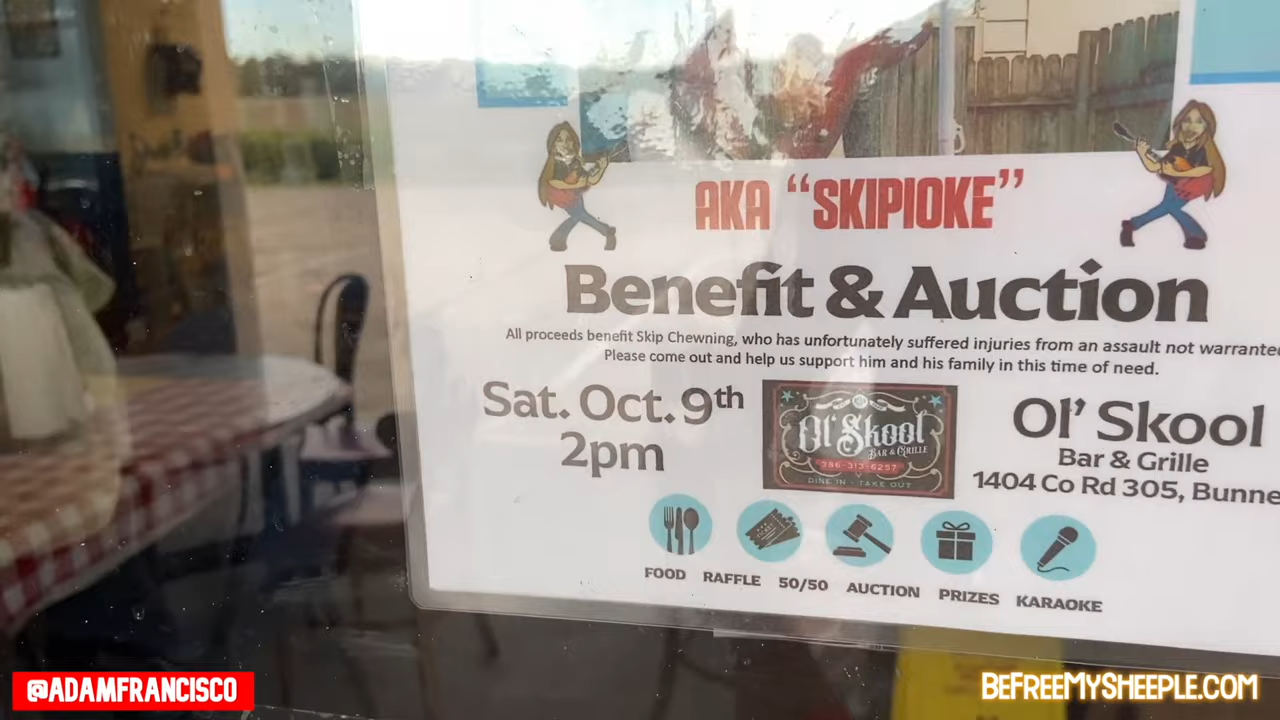 AKA “SKIPIOKE”
Benefit & Auction
All proceeds benefit Skip Chewning, who has unfortunately suffered injuries from an assault not warranted
Please come out and help us support him and his family in this time of need.
Sat. Oct. 9th
2pm
Ol' Skool
BAR & GRILLE
386-313-6257
DINE IN - TAKE OUT
Ol' Skool
Bar & Grille
1404 Co Rd 305, Bunne
FOOD RAFFLE 50/50 AUCTION PRIZES KARAOKE
@ADAMFRANCISCO
BEFREEMYSHEEPLE.COM